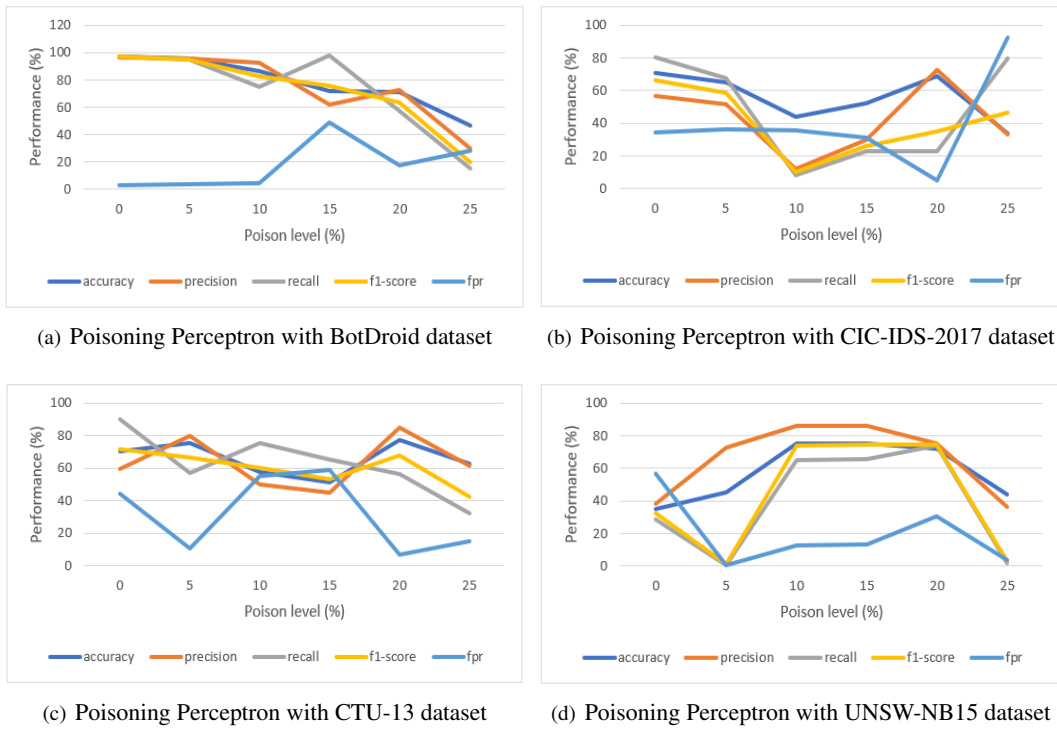 120
100
80
60
40
20
0
Performance (%)
0 5 10 15 20 25
Poison level (%)
accuracy precision recall f1-score fpr
(a) Poisoning Perceptron with BotDroid dataset
100
80
60
40
20
0
Performance (%)
0 5 10 15 20 25
Poison level (%)
accuracy precision recall f1-score fpr
(b) Poisoning Perceptron with CIC-IDS-2017 dataset
100
80
60
40
20
0
Performance (%)
0 5 10 15 20 25
Poison level (%)
accuracy precision recall f1-score fpr
(c) Poisoning Perceptron with CTU-13 dataset
100
80
60
40
20
0
Performance (%)
0 5 10 15 20 25
Poison level (%)
accuracy precision recall f1-score fpr
(d) Poisoning Perceptron with UNSW-NB15 dataset